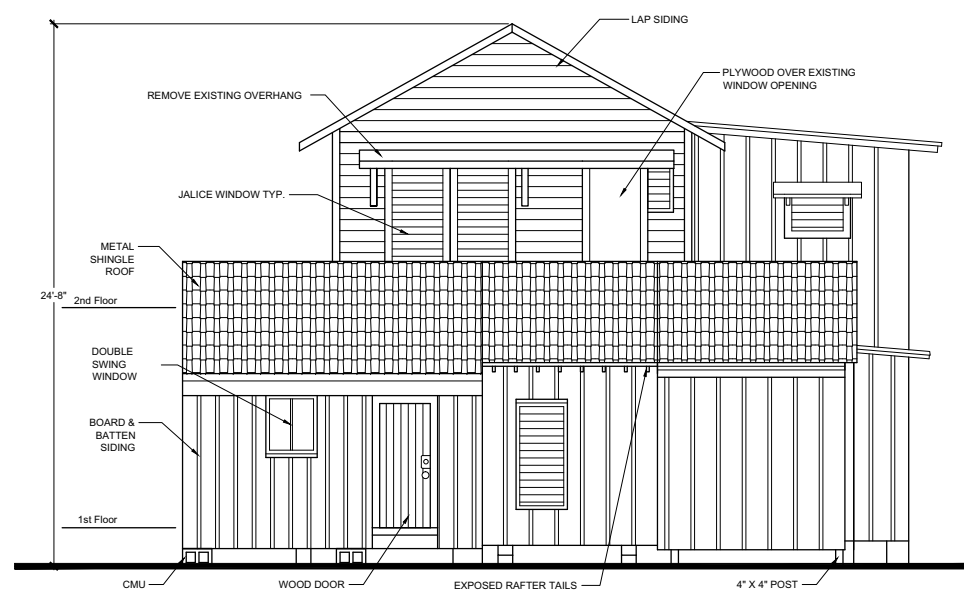 LAP SIDING
PLYWOOD OVER EXISTING
WINDOW OPENING
REMOVE EXISTING OVERHANG
JALICE WINDOW TYP.
METAL
SHINGLE
ROOF
24'-8"
2nd Floor
DOUBLE
SWING
WINDOW
BOARD &
BATTEN
SIDING
1st Floor
CMU
WOOD DOOR
EXPOSED RAFTER TAILS
4" X 4" POST